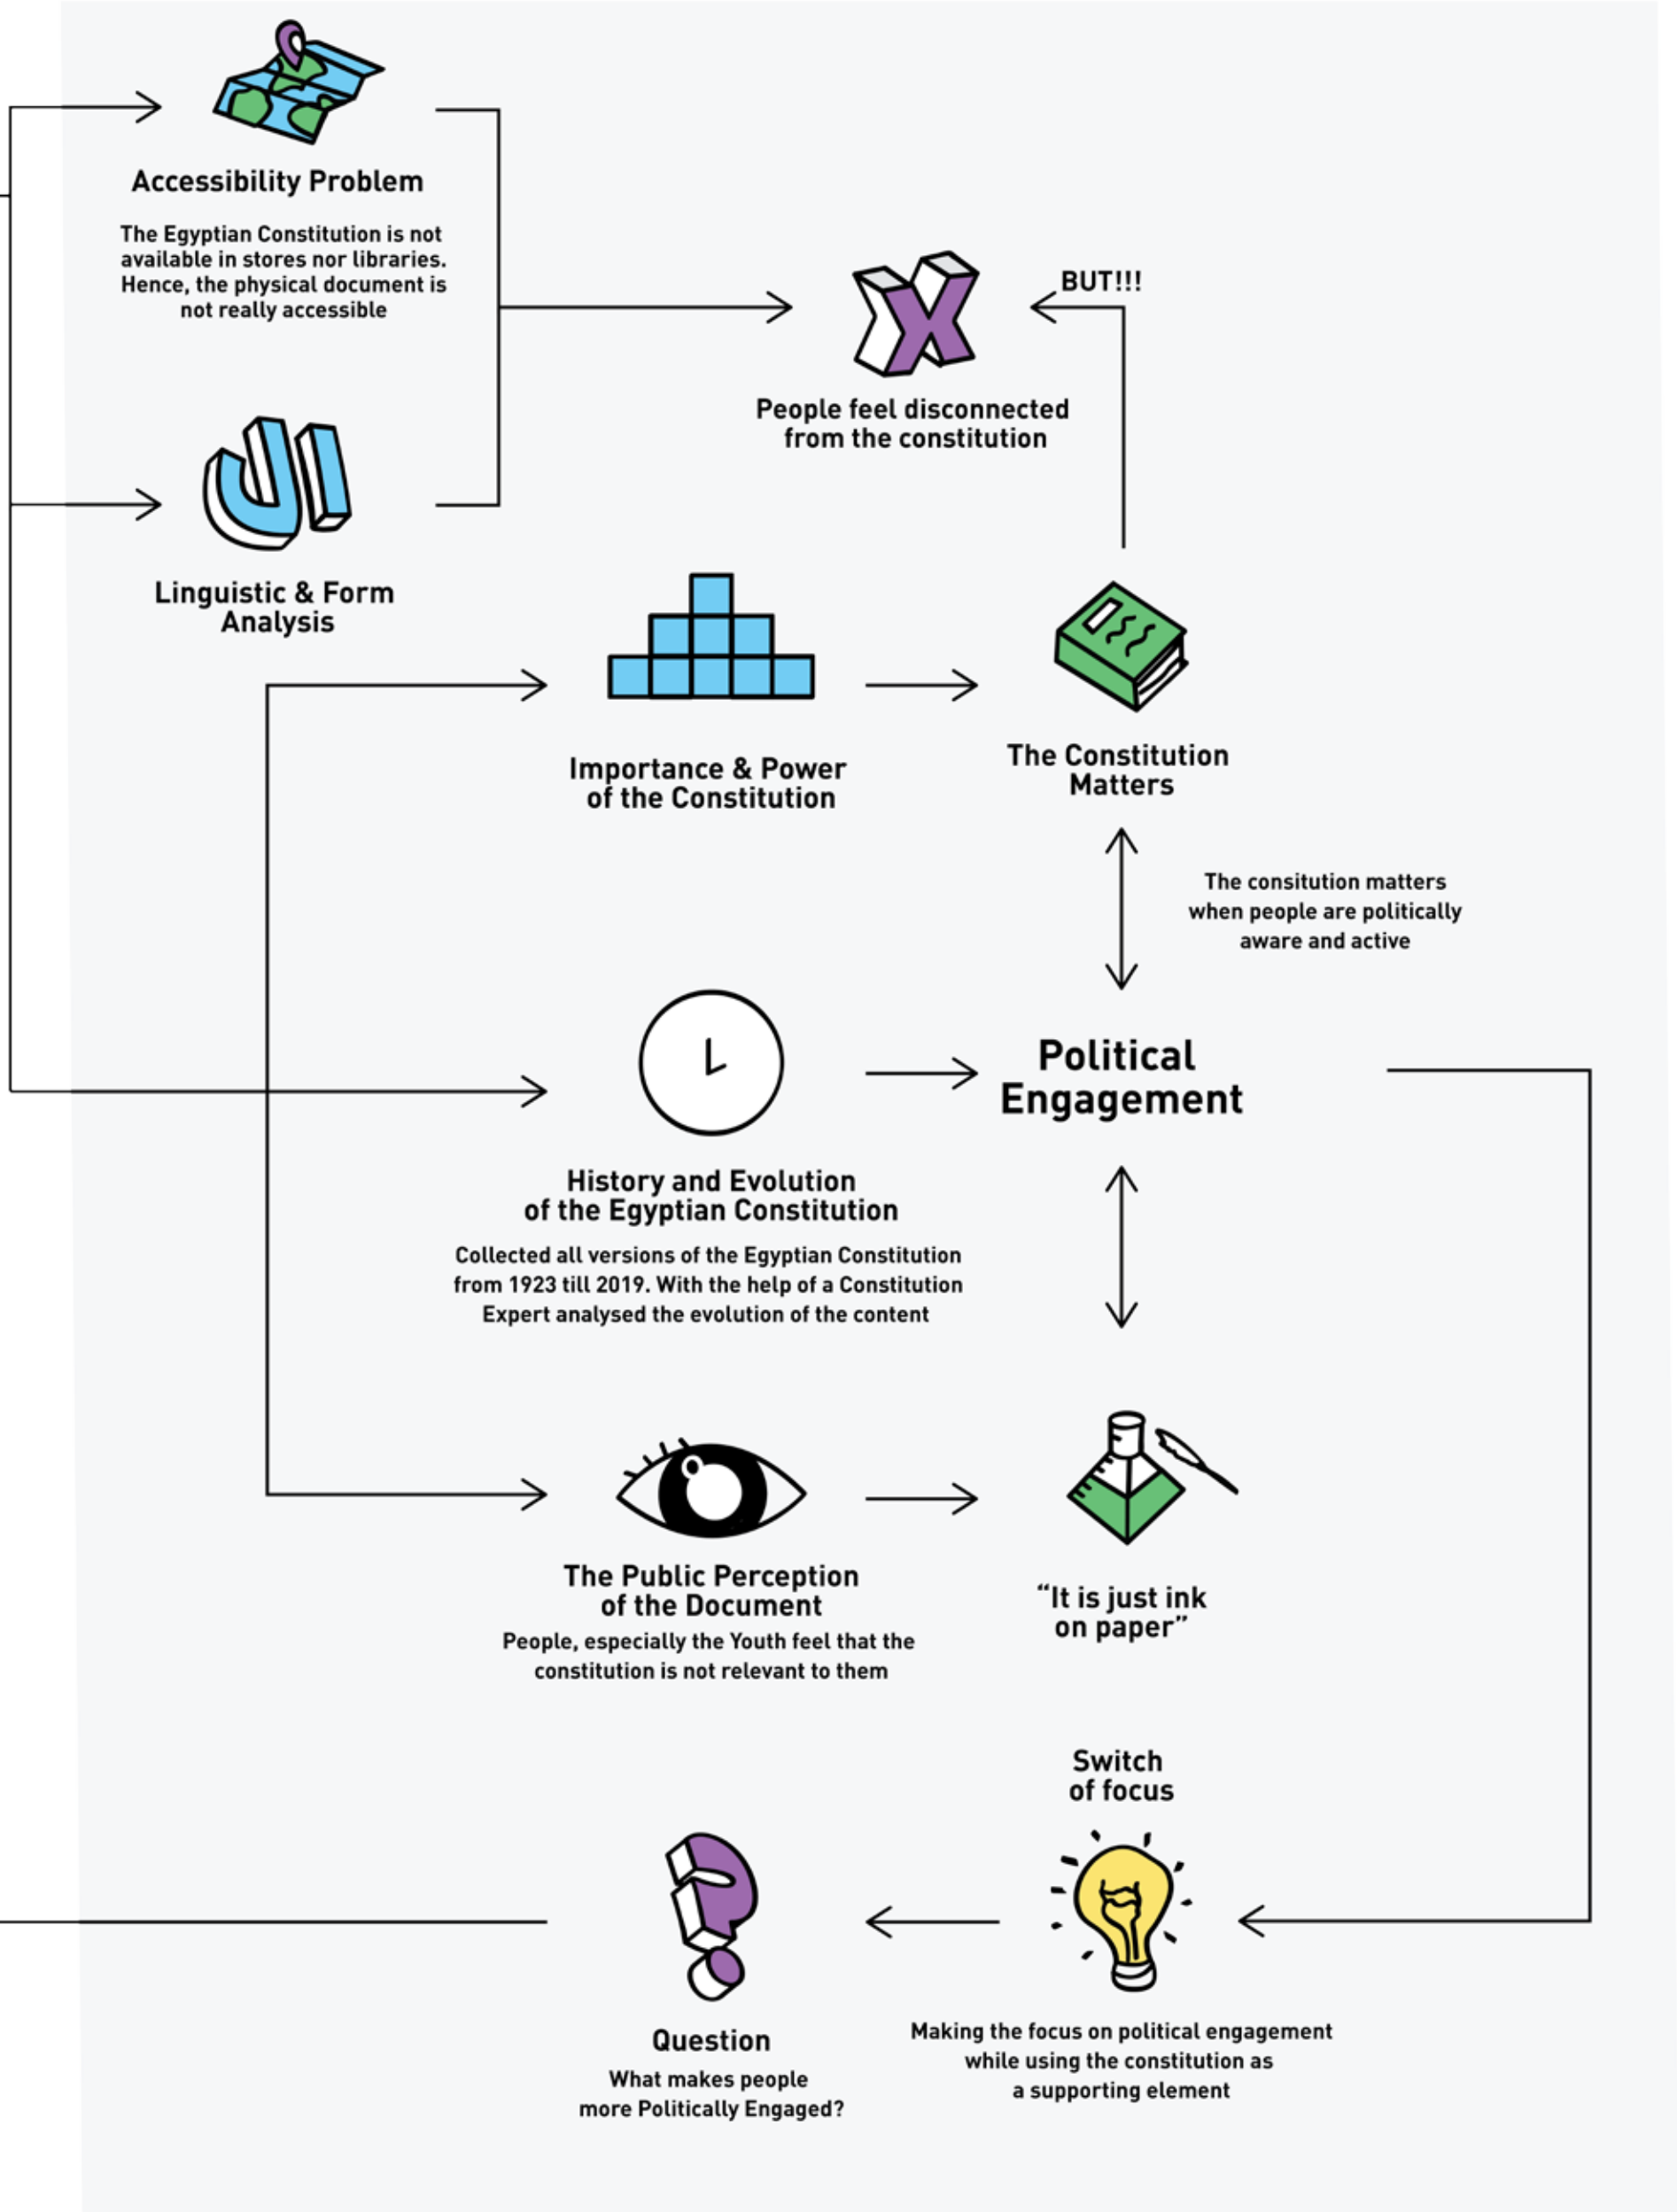 Accessibility Problem
The Egyptian Constitution is not
available in stores nor libraries.
Hence, the physical document is
not really accessible
BUT!!!
People feel disconnected
from the constitution
ال
Linguistic & Form
Analysis
Importance & Power
of the Constitution
The Constitution
Matters
The consitution matters
when people are politically
aware and active
Political
Engagement
History and Evolution
of the Egyptian Constitution
Collected all versions of the Egyptian Constitution
from 1923 till 2019. With the help of a Constitution
Expert analysed the evolution of the content
The Public Perception
of the Document
People, especially the Youth feel that the
constitution is not relevant to them
“It is just ink
on paper”
Switch
of focus
Making the focus on political engagement
while using the constitution as
a supporting element
?
Question
What makes people
more Politically Engaged?